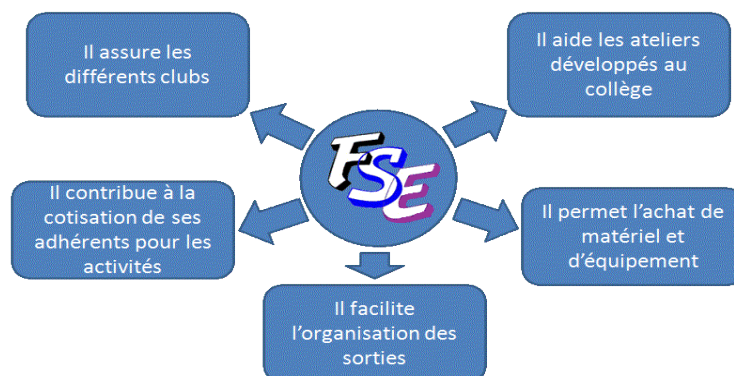 Il assure les
différents clubs
Il aide les ateliers
développés au
collège
FSE
Il contribue à la
cotisation de ses
adhérents pour les
activités
Il permet l’achat de
matériel et
d’équipement
Il facilite
l’organisation des
sorties